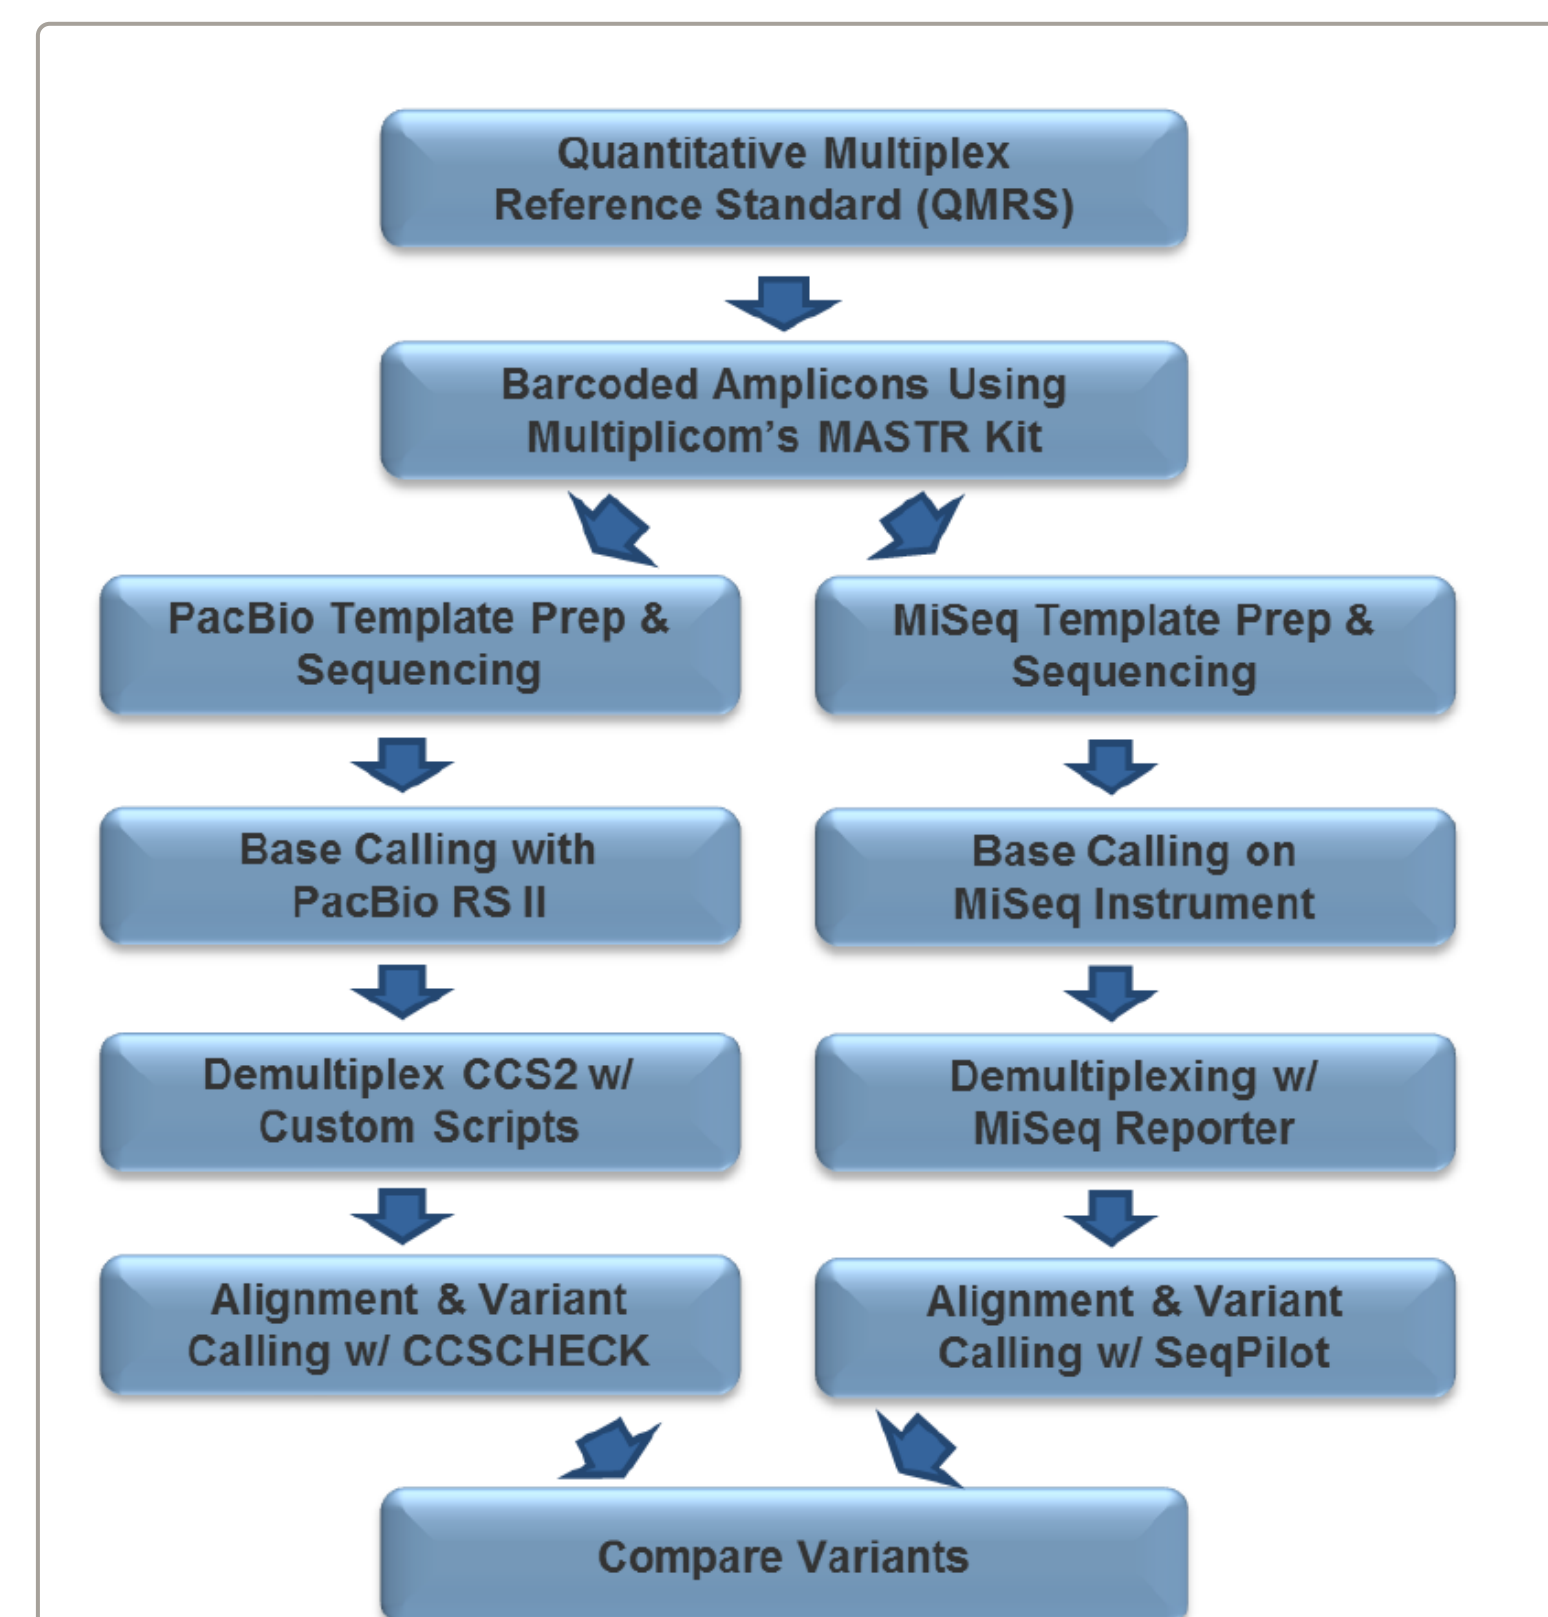 Quantitative Multiplex
Reference Standard (QMRS)
Barcoded Amplicons Using
Multiplicom's MASTR Kit
PacBio Template Prep &
Sequencing
MiSeq Template Prep &
Sequencing
Base Calling with
PacBio RS II
Base Calling on
MiSeq Instrument
Demultiplex CCS2 w/
Custom Scripts
Demultiplexing w/
MiSeq Reporter
Alignment & Variant
Calling w/ CCSCHECK
Alignment & Variant
Calling w/ SeqPilot
Compare Variants